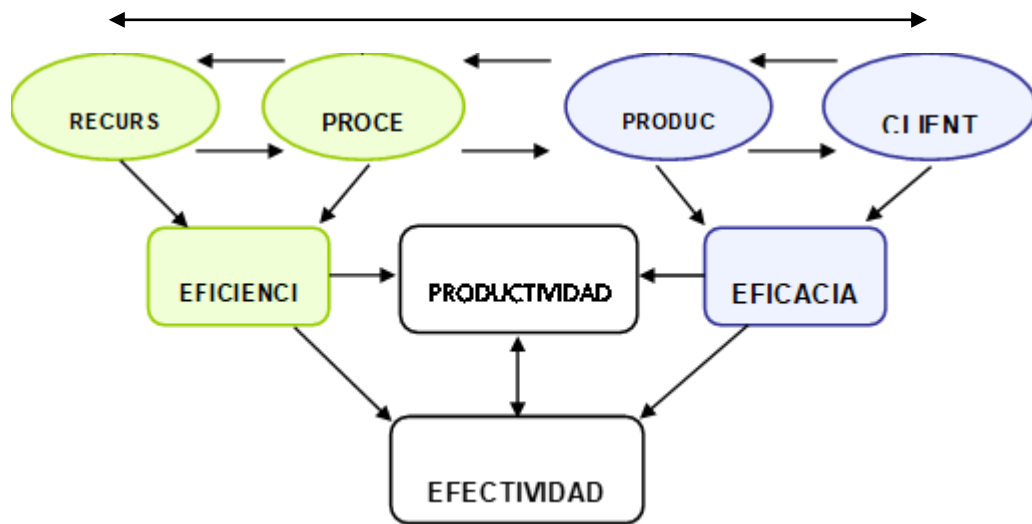 RECURS
PROCE
PRODUC
CLIENT
EFICIENCI
PRODUCTIVIDAD
EFICACIA
EFECTIVIDAD